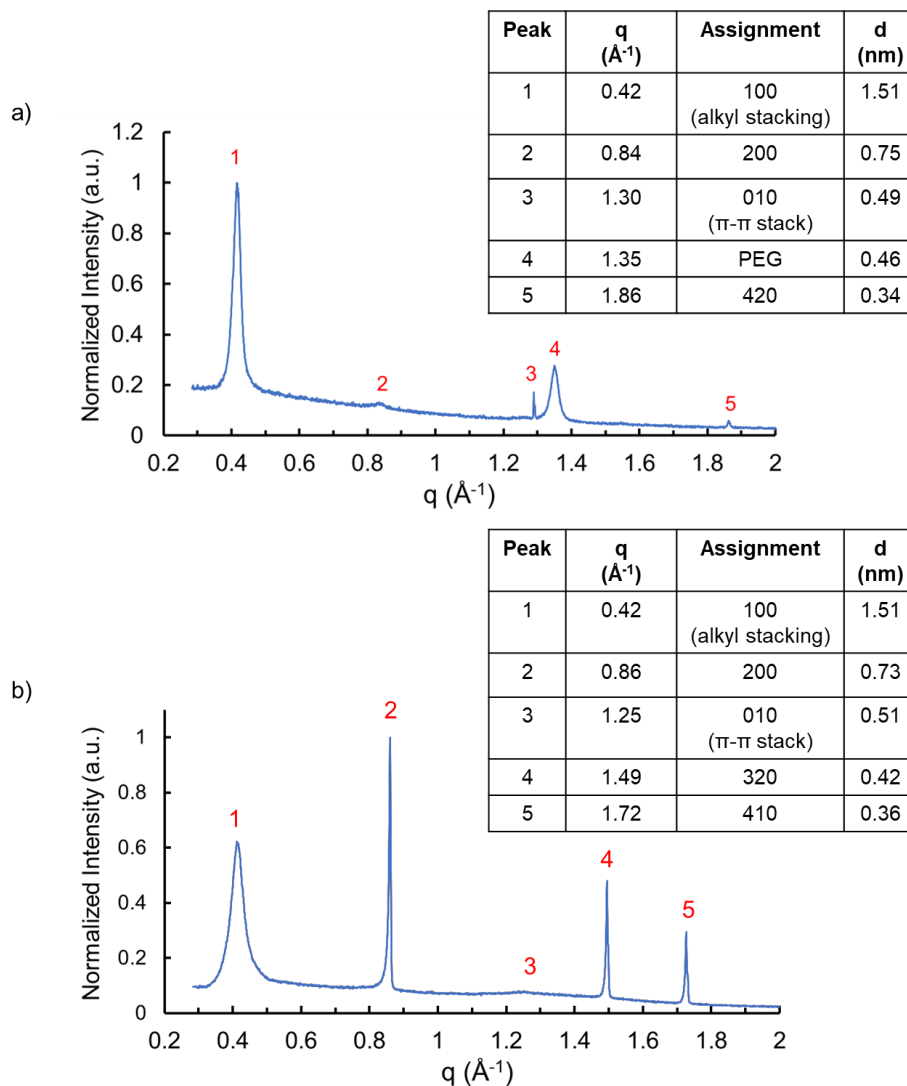 a)
Peak q (Å⁻¹) Assignment d (nm)
1 0.42 100 (alkyl stacking) 1.51
2 0.84 200 0.75
3 1.30 010 (π-π stack) 0.49
4 1.35 PEG 0.46
5 1.86 420 0.34
Normalized Intensity (a.u.)
1.2
1
0.8
0.6
0.4
0.2
0
1
2
3
4
5
0.2 0.4 0.6 0.8 1 1.2 1.4 1.6 1.8 2
q (Å⁻¹)
b)
Peak q (Å⁻¹) Assignment d (nm)
1 0.42 100 (alkyl stacking) 1.51
2 0.86 200 0.73
3 1.25 010 (π-π stack) 0.51
4 1.49 320 0.42
5 1.72 410 0.36
Normalized Intensity (a.u.)
1
0.8
0.6
0.4
0.2
0
1
2
3
4
5
0.2 0.4 0.6 0.8 1 1.2 1.4 1.6 1.8 2
q (Å⁻¹)